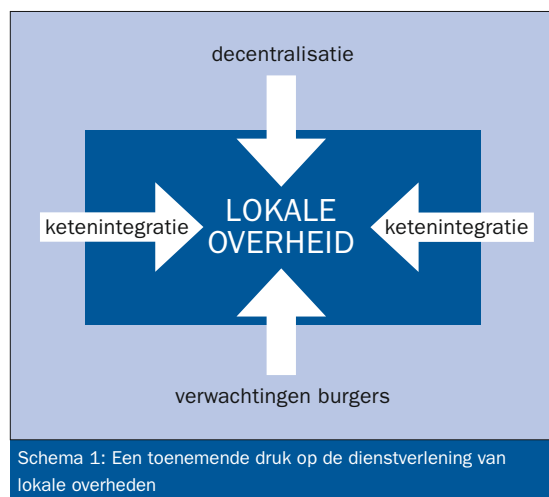 decentralisatie
ketenintegratie
LOKALE
OVERHEID
ketenintegratie
verwachtingen burgers
Schema 1: Een toenemende druk op de dienstverlening van
lokale overheden